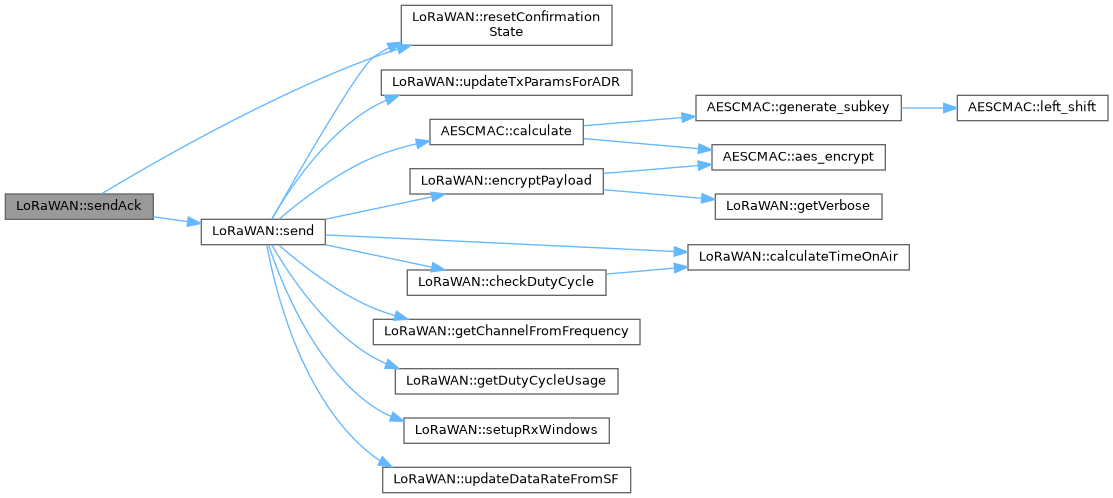 LoRaWAN::resetConfirmation
State
LoRaWAN::updateTxParamsForADR
AESCMAC::generate_subkey
AESCMAC::left_shift
AESCMAC::calculate
AESCMAC::aes_encrypt
LoRaWAN::encryptPayload
LoRaWAN::sendAck
LoRaWAN::getVerbose
LoRaWAN::send
LoRaWAN::calculateTimeOnAir
LoRaWAN::checkDutyCycle
LoRaWAN::getChannelFromFrequency
LoRaWAN::getDutyCycleUsage
LoRaWAN::setupRxWindows
LoRaWAN::updateDataRateFromSF